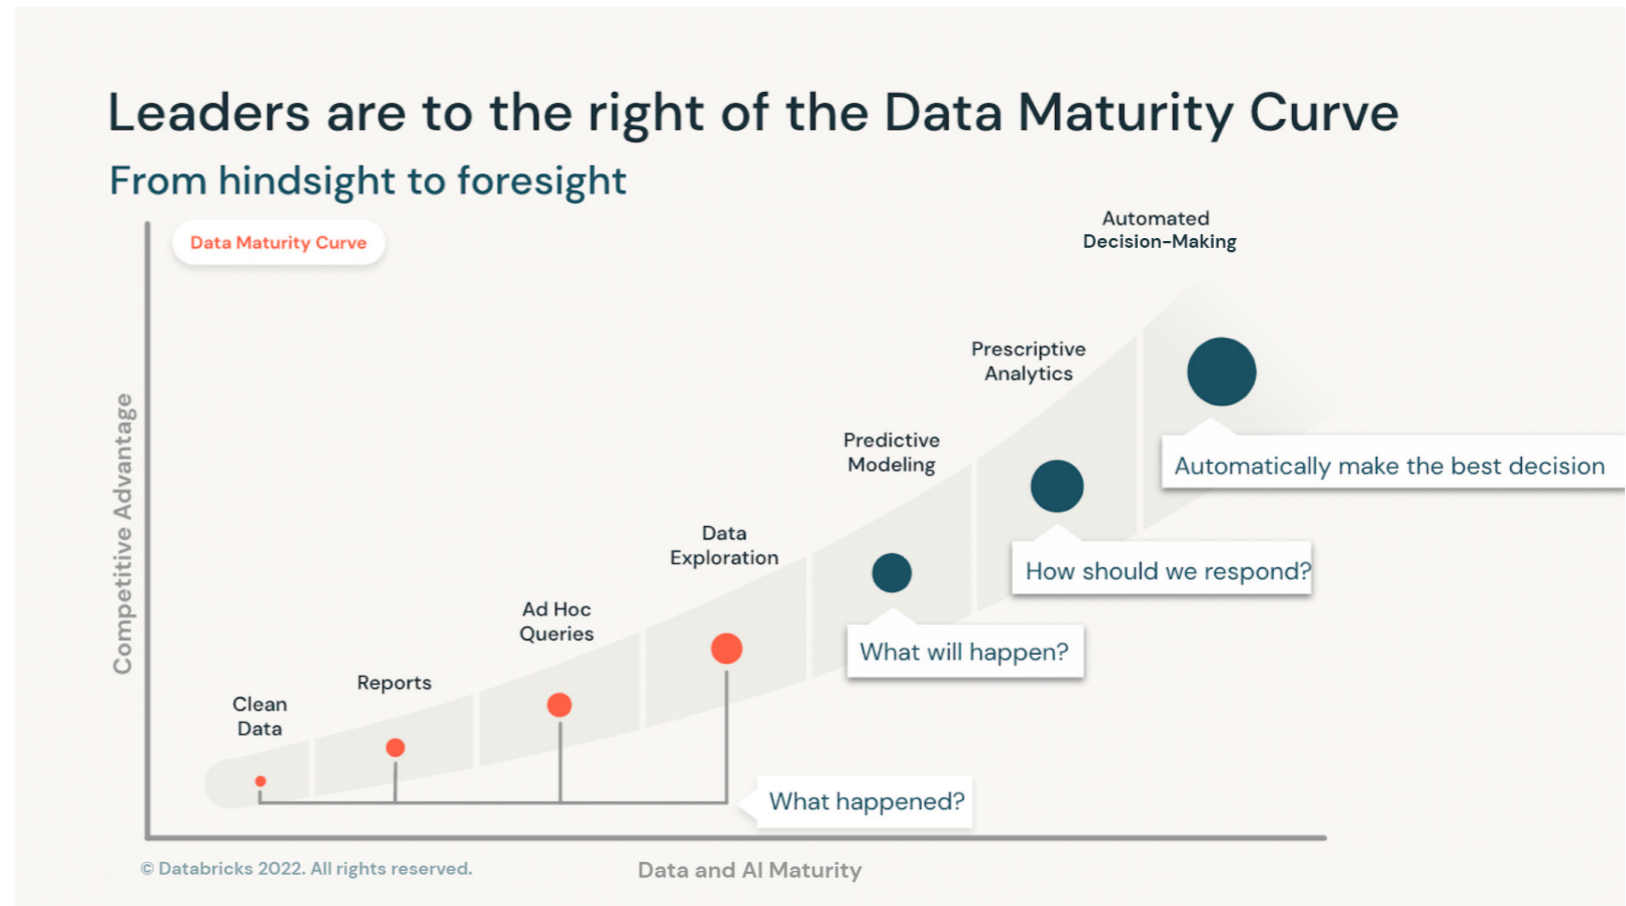 Leaders are to the right of the Data Maturity Curve
From hindsight to foresight
Data Maturity Curve
Automated
Decision-Making
Prescriptive
Analytics
Predictive
Modeling
Data
Exploration
Ad Hoc
Queries
Reports
Clean
Data
Automatically make the best decision
How should we respond?
What will happen?
What happened?
Competitive Advantage
Data and AI Maturity
© Databricks 2022. All rights reserved.